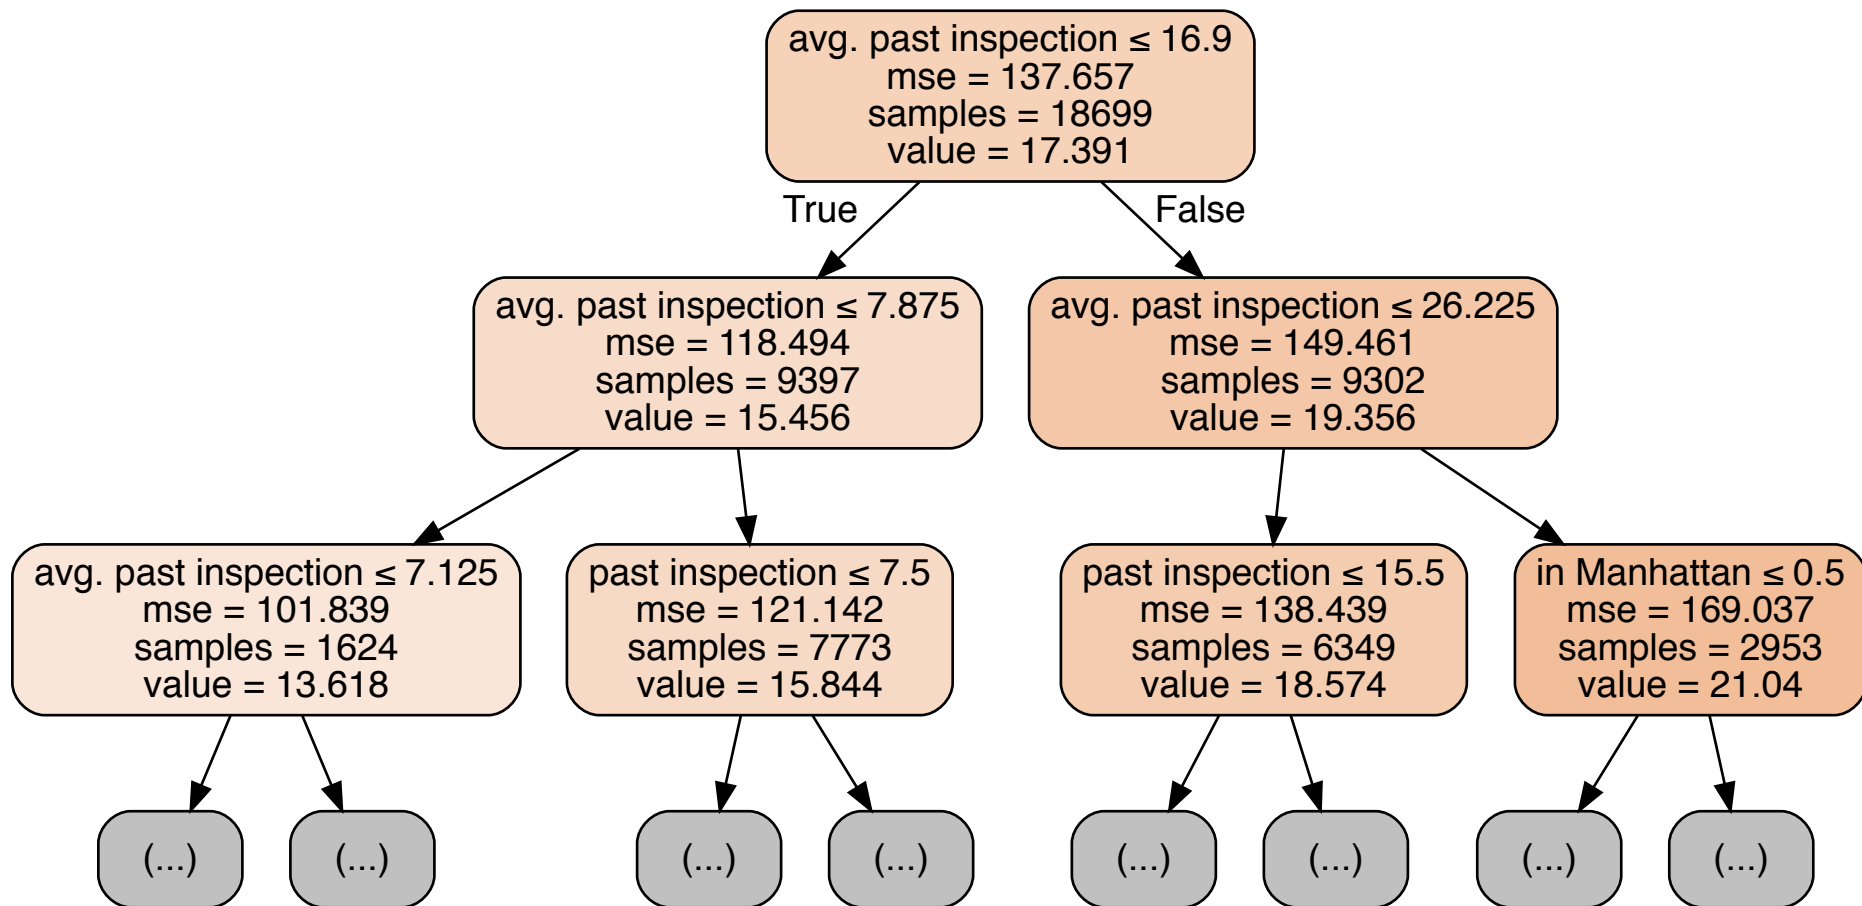 avg. past inspection ≤ 16.9
mse = 137.657
samples = 18699
value = 17.391
True
False
avg. past inspection ≤ 7.875
mse = 118.494
samples = 9397
value = 15.456
avg. past inspection ≤ 26.225
mse = 149.461
samples = 9302
value = 19.356
avg. past inspection ≤ 7.125
mse = 101.839
samples = 1624
value = 13.618
past inspection ≤ 7.5
mse = 121.142
samples = 7773
value = 15.844
past inspection ≤ 15.5
mse = 138.439
samples = 6349
value = 18.574
in Manhattan ≤ 0.5
mse = 169.037
samples = 2953
value = 21.04
(...)
(...)
(...)
(...)
(...)
(...)
(...)
(...)